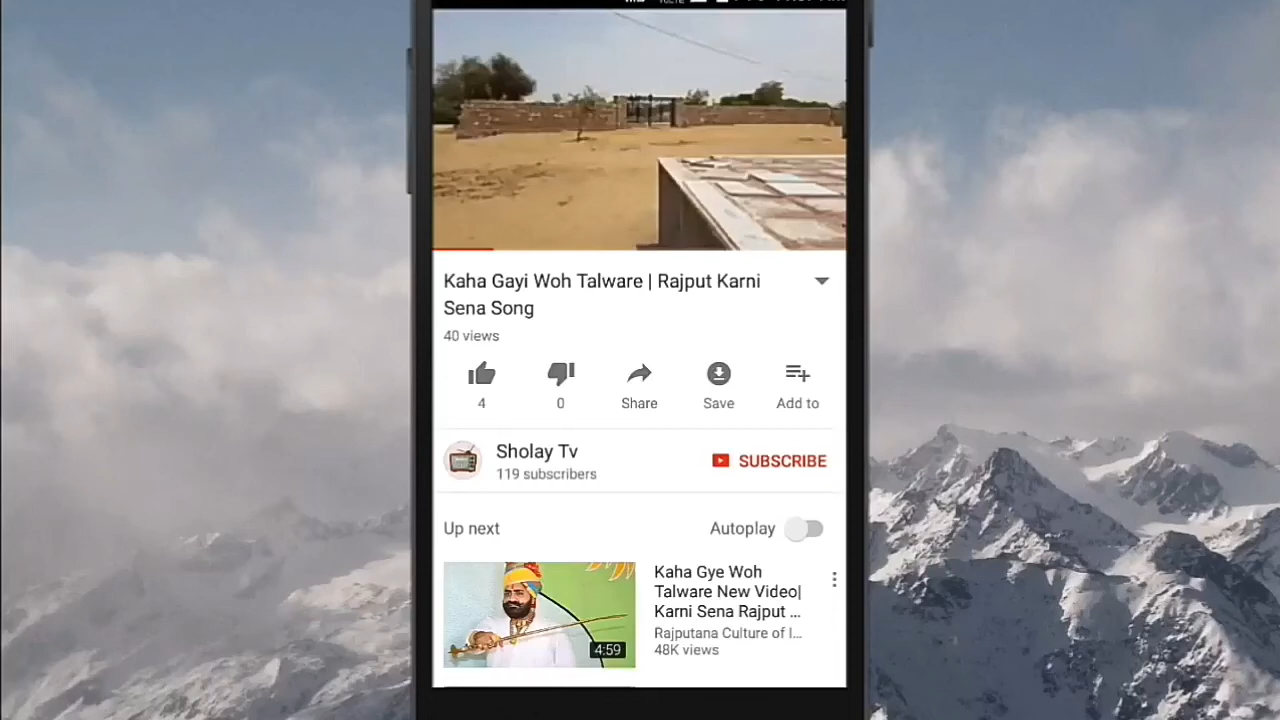 Kaha Gayi Woh Talware | Rajput Karni
Sena Song
40 views
4
0
Share
Save
Add to
Sholay Tv
119 subscribers
SUBSCRIBE
Up next
Autoplay
4:59
Kaha Gye Woh
Talware New Video|
Karni Sena Rajput ...
Rajputana Culture of I...
48K views